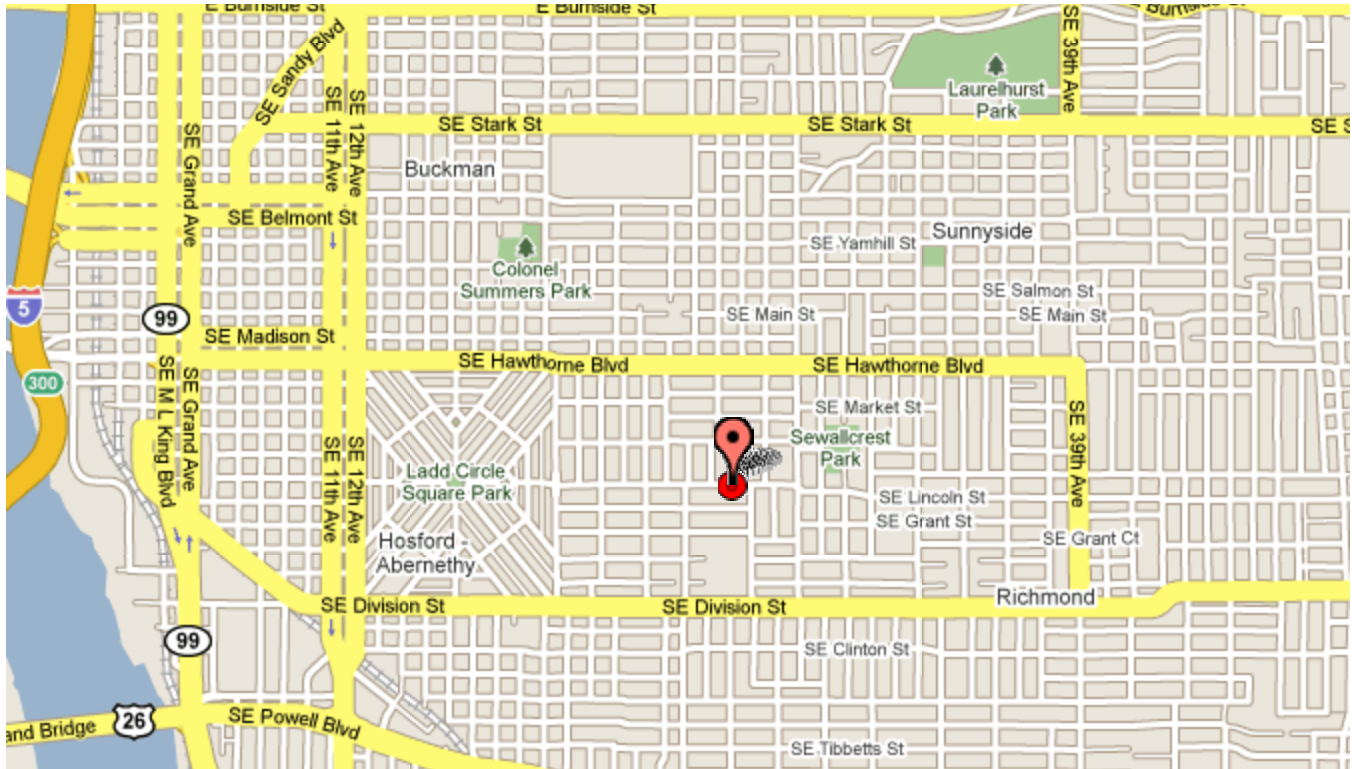 E Burnside St
E Burnside St
E Burnside St
SE Sandy Blvd
SE 39th Ave
Laurelhurst
Park
SE 11th Ave
SE 12th Ave
SE Grand Ave
SE Stark St
SE Stark St
SE S
Buckman
SE Belmont St
SE Yamhill St
Sunnyside
Colonel
Summers Park
SE Salmon St
5
99
SE Main St
SE Main St
SE Madison St
SE Hawthorne Blvd
SE Hawthorne Blvd
300
SE M L King Blvd
SE Grand Ave
SE Market St
SE 39th Ave
Sewallcrest
Park
SE 11th Ave
SE 12th Ave
Ladd Circle
Square Park
SE Lincoln St
SE Grant St
Hosford -
Abernethy
SE Grant Ct
Richmond
SE Division St
SE Division St
99
SE Clinton St
26
and Bridge
SE Powell Blvd
SE Tibbetts St